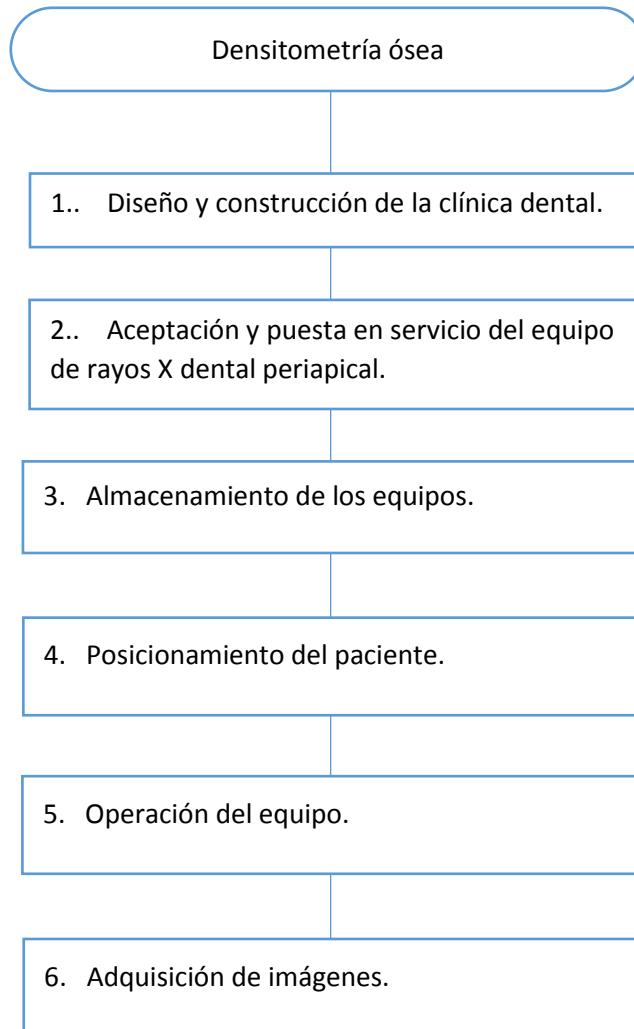 Densitometría ósea
1.. Diseño y construcción de la clínica dental.
2.. Aceptación y puesta en servicio del equipo
de rayos X dental periapical.
3. Almacenamiento de los equipos.
4. Posicionamiento del paciente.
5. Operación del equipo.
6. Adquisición de imágenes.